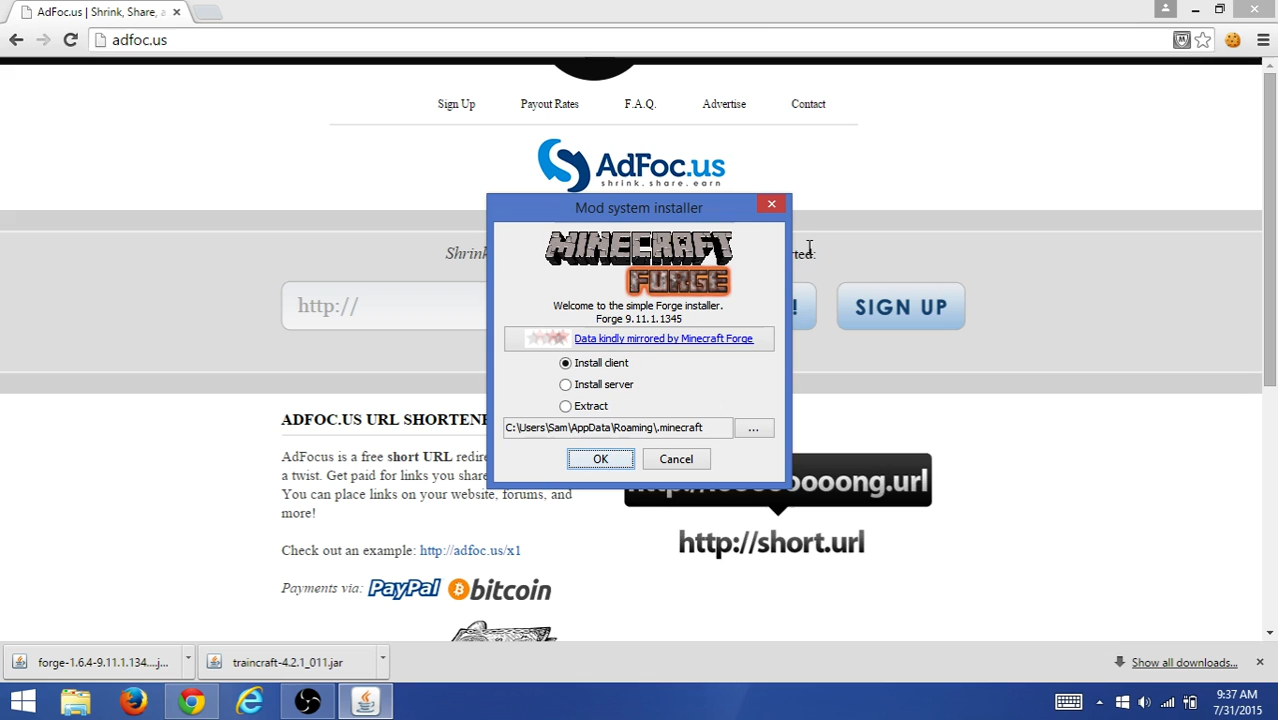 AdFoc.us | Shrink, Share, a
adfoc.us
Sign Up
Payout Rates
F.A.Q.
Advertise
Contact
AdFoc.us
shrink. share. earn
Shrink
rted:
http://
!
SIGN UP
Mod system installer
MINECRAFT
FORGE
Welcome to the simple Forge installer.
Forge 9.11.1.1345
Data kindly mirrored by Minecraft Forge
Install client
Install server
Extract
C:\Users\Sam\AppData\Roaming\.minecraft
...
OK
Cancel
ADFOC.US URL SHORTENE
AdFocus is a free short URL redire
a twist. Get paid for links you share
You can place links on your website, forums, and
more!
Check out an example: http://adfoc.us/x1
Payments via: PayPal bitcoin
ong.url
http://short.url
forge-1.6.4-9.11.1.134....j...
traincraft-4.2.1_011.jar
Show all downloads...
9:37 AM
7/31/2015